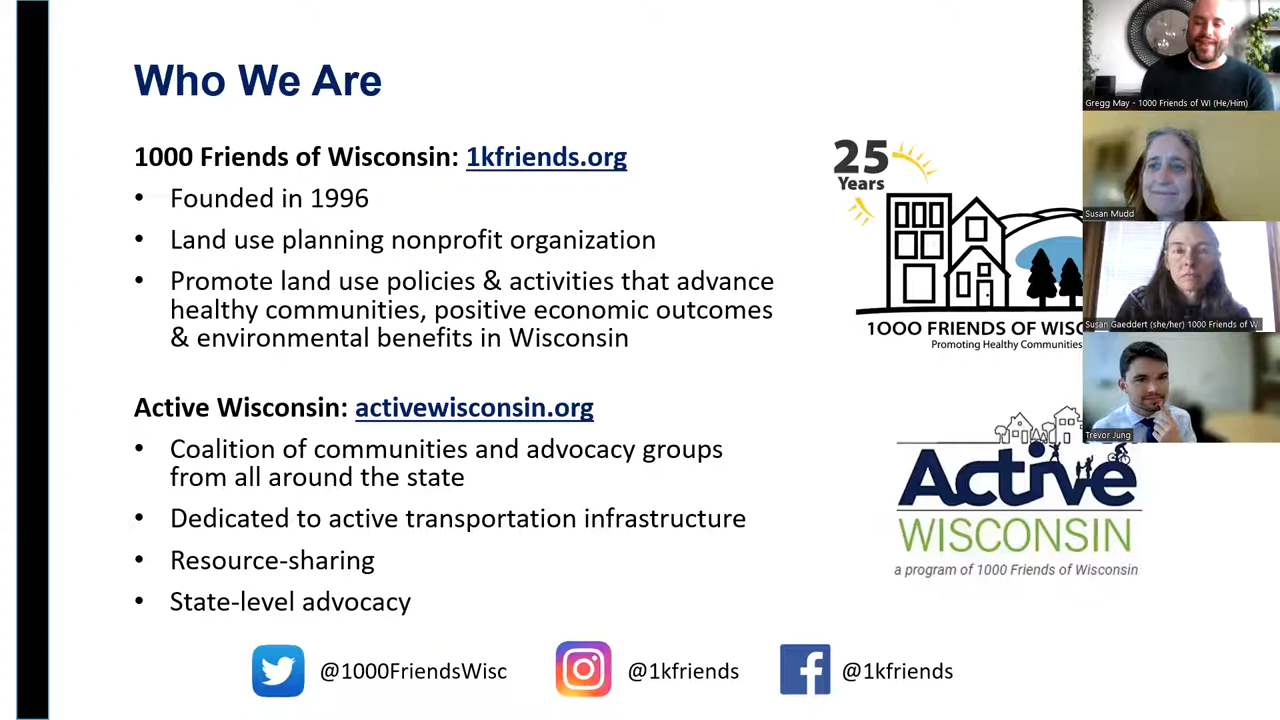 Who We Are
1000 Friends of Wisconsin: 1kfriends.org
• Founded in 1996
• Land use planning nonprofit organization
• Promote land use policies & activities that advance
healthy communities, positive economic outcomes
& environmental benefits in Wisconsin
Active Wisconsin: activewisconsin.org
• Coalition of communities and advocacy groups
from all around the state
• Dedicated to active transportation infrastructure
• Resource-sharing
• State-level advocacy
@1000FriendsWisc
@1kfriends
@1kfriends
25
Years
1000 FRIENDS OF WISC
Promoting Healthy Communities
Active
WISCONSIN
a program of 1000 Friends of Wisconsin
Gregg May - 1000 Friends of WI (He/Him)
Susan Mudd
Susan Gaeddert (she/her) 1000 Friends of W
Trevor Jung